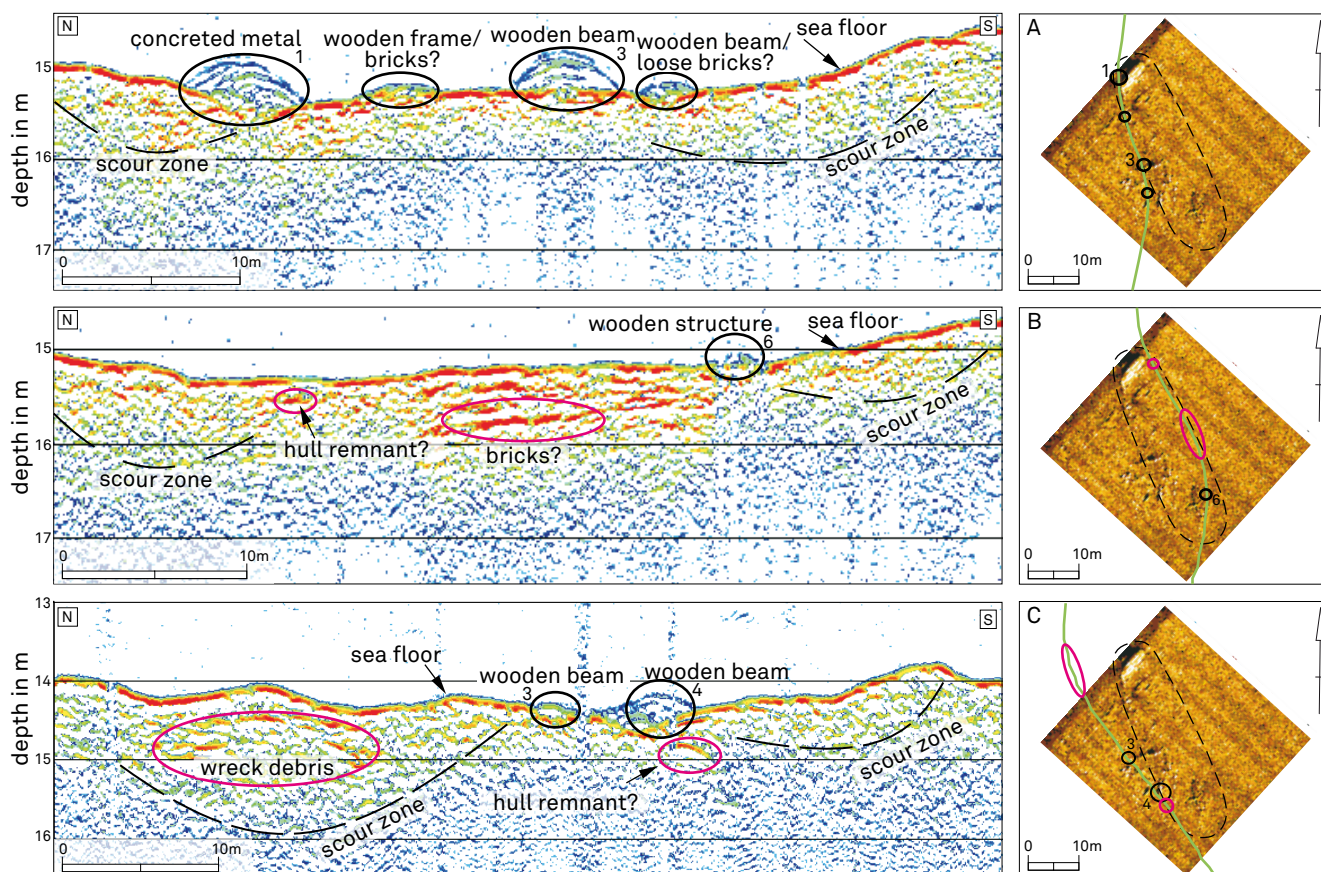 N
concreted metal
1
wooden frame/
bricks?
wooden beam
3
wooden beam/
loose bricks?
sea floor
S
15
16
17
depth in m
scour zone
scour zone
0
10m
A
1
3
0
10m
N
wooden structure
6
sea floor
S
15
16
17
depth in m
hull remnant?
bricks?
scour zone
scour zone
0
10m
B
6
0
10m
13
14
15
16
depth in m
N
sea floor
wooden beam
3
wooden beam
4
S
wreck debris
hull remnant?
scour zone
scour zone
0
10m
C
3
4
0
10m